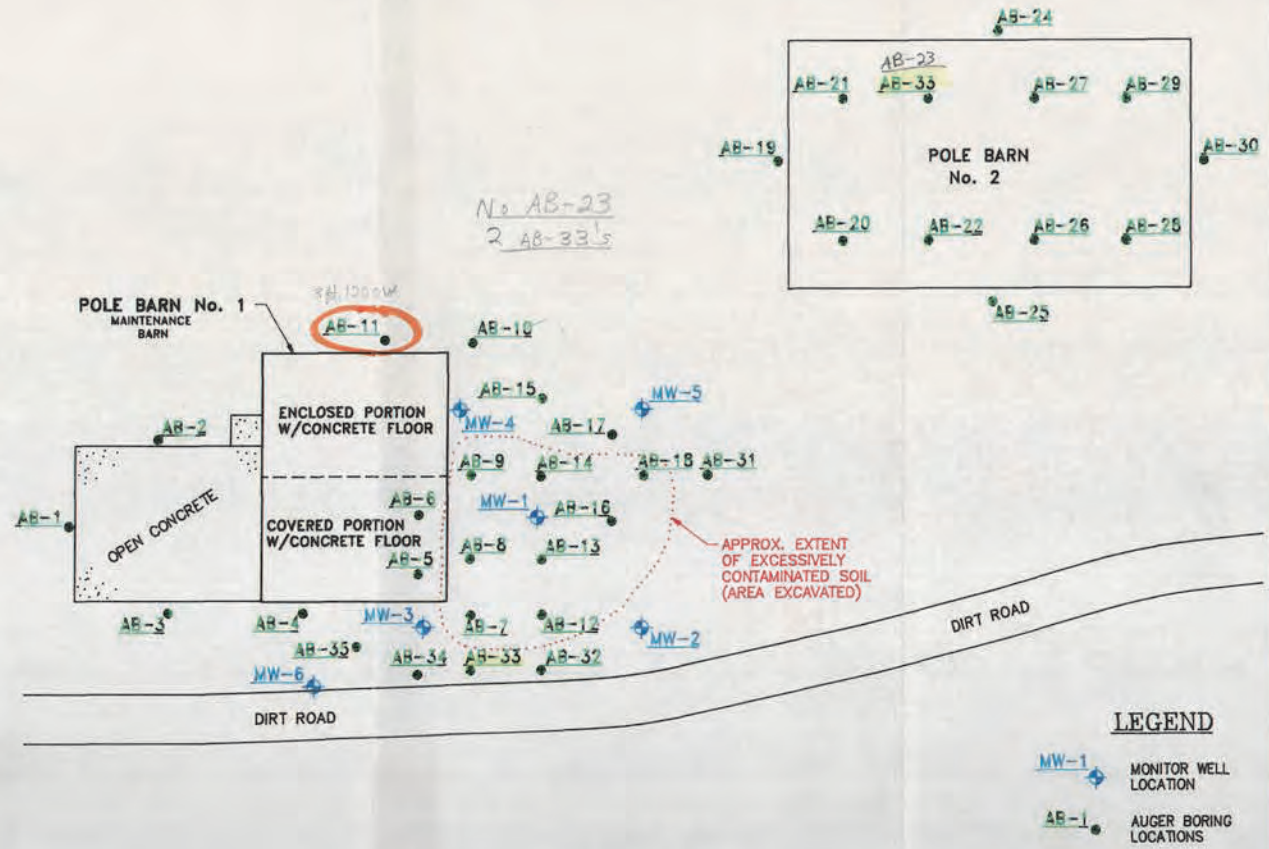 AB-24
AB-23
AB-21
AB-33
AB-27
AB-29
AB-19
AB-30
POLE BARN
No. 2
No AB-23
2 AB-33's
AB-20
AB-22
AB-26
AB-28
AB-25
POLE BARN No. 1
MAINTENANCE
BARN
AB-11
AB-10
AB-15
MW-5
ENCLOSED PORTION
W/CONCRETE FLOOR
MW-4
AB-17
AB-2
AB-9
AB-14
AB-18
AB-31
AB-6
MW-1
AB-16
AB-1
OPEN CONCRETE
COVERED PORTION
W/CONCRETE FLOOR
AB-8
AB-13
AB-5
APPROX. EXTENT
OF EXCESSIVELY
CONTAMINATED SOIL
(AREA EXCAVATED)
AB-3
AB-4
MW-3
AB-7
AB-12
MW-2
DIRT ROAD
AB-35
AB-34
AB-33
AB-32
MW-6
DIRT ROAD
LEGEND
MW-1
MONITOR WELL
LOCATION
AB-1
AUGER BORING
LOCATIONS